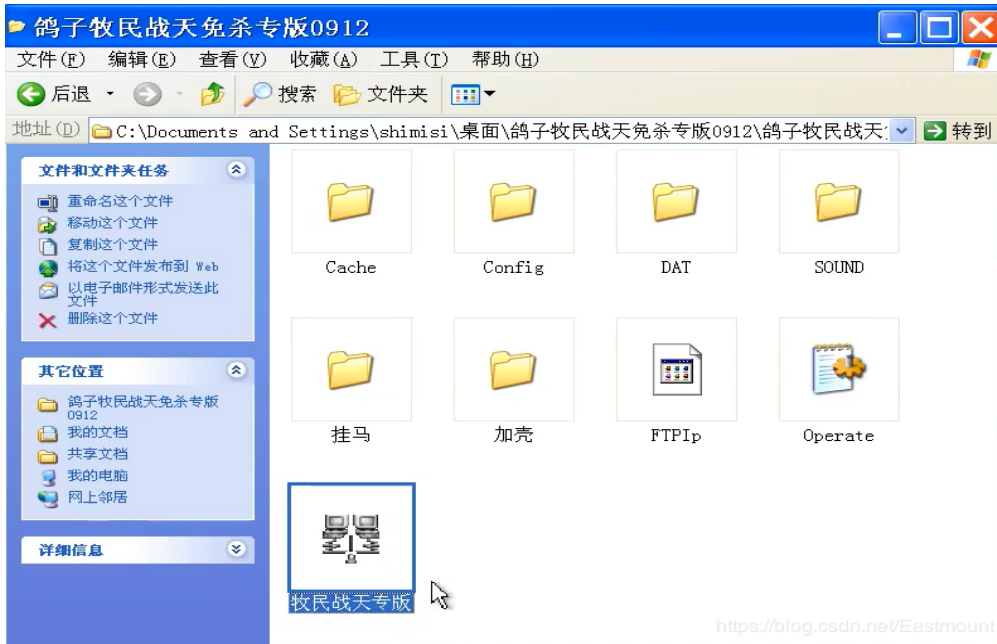 鸽子牧民战天免杀专版0912
文件(F) 编辑(E) 查看(V) 收藏(A) 工具(T) 帮助(H)
后退 搜索 文件夹
地址(D) C:\Documents and Settings\shimisi\桌面\鸽子牧民战天免杀专版0912\鸽子牧民战天 转到
文件和文件夹任务
重命名这个文件
移动这个文件
复制这个文件
将这个文件发布到 Web
以电子邮件形式发送此
文件
删除这个文件
其它位置
鸽子牧民战天免杀专版
0912
我的文档
共享文档
我的电脑
网上邻居
详细信息
Cache Config DAT SOUND
挂马 加壳 FTPIp Operate
牧民战天专版
https://blog.csdn.net/Eastmount